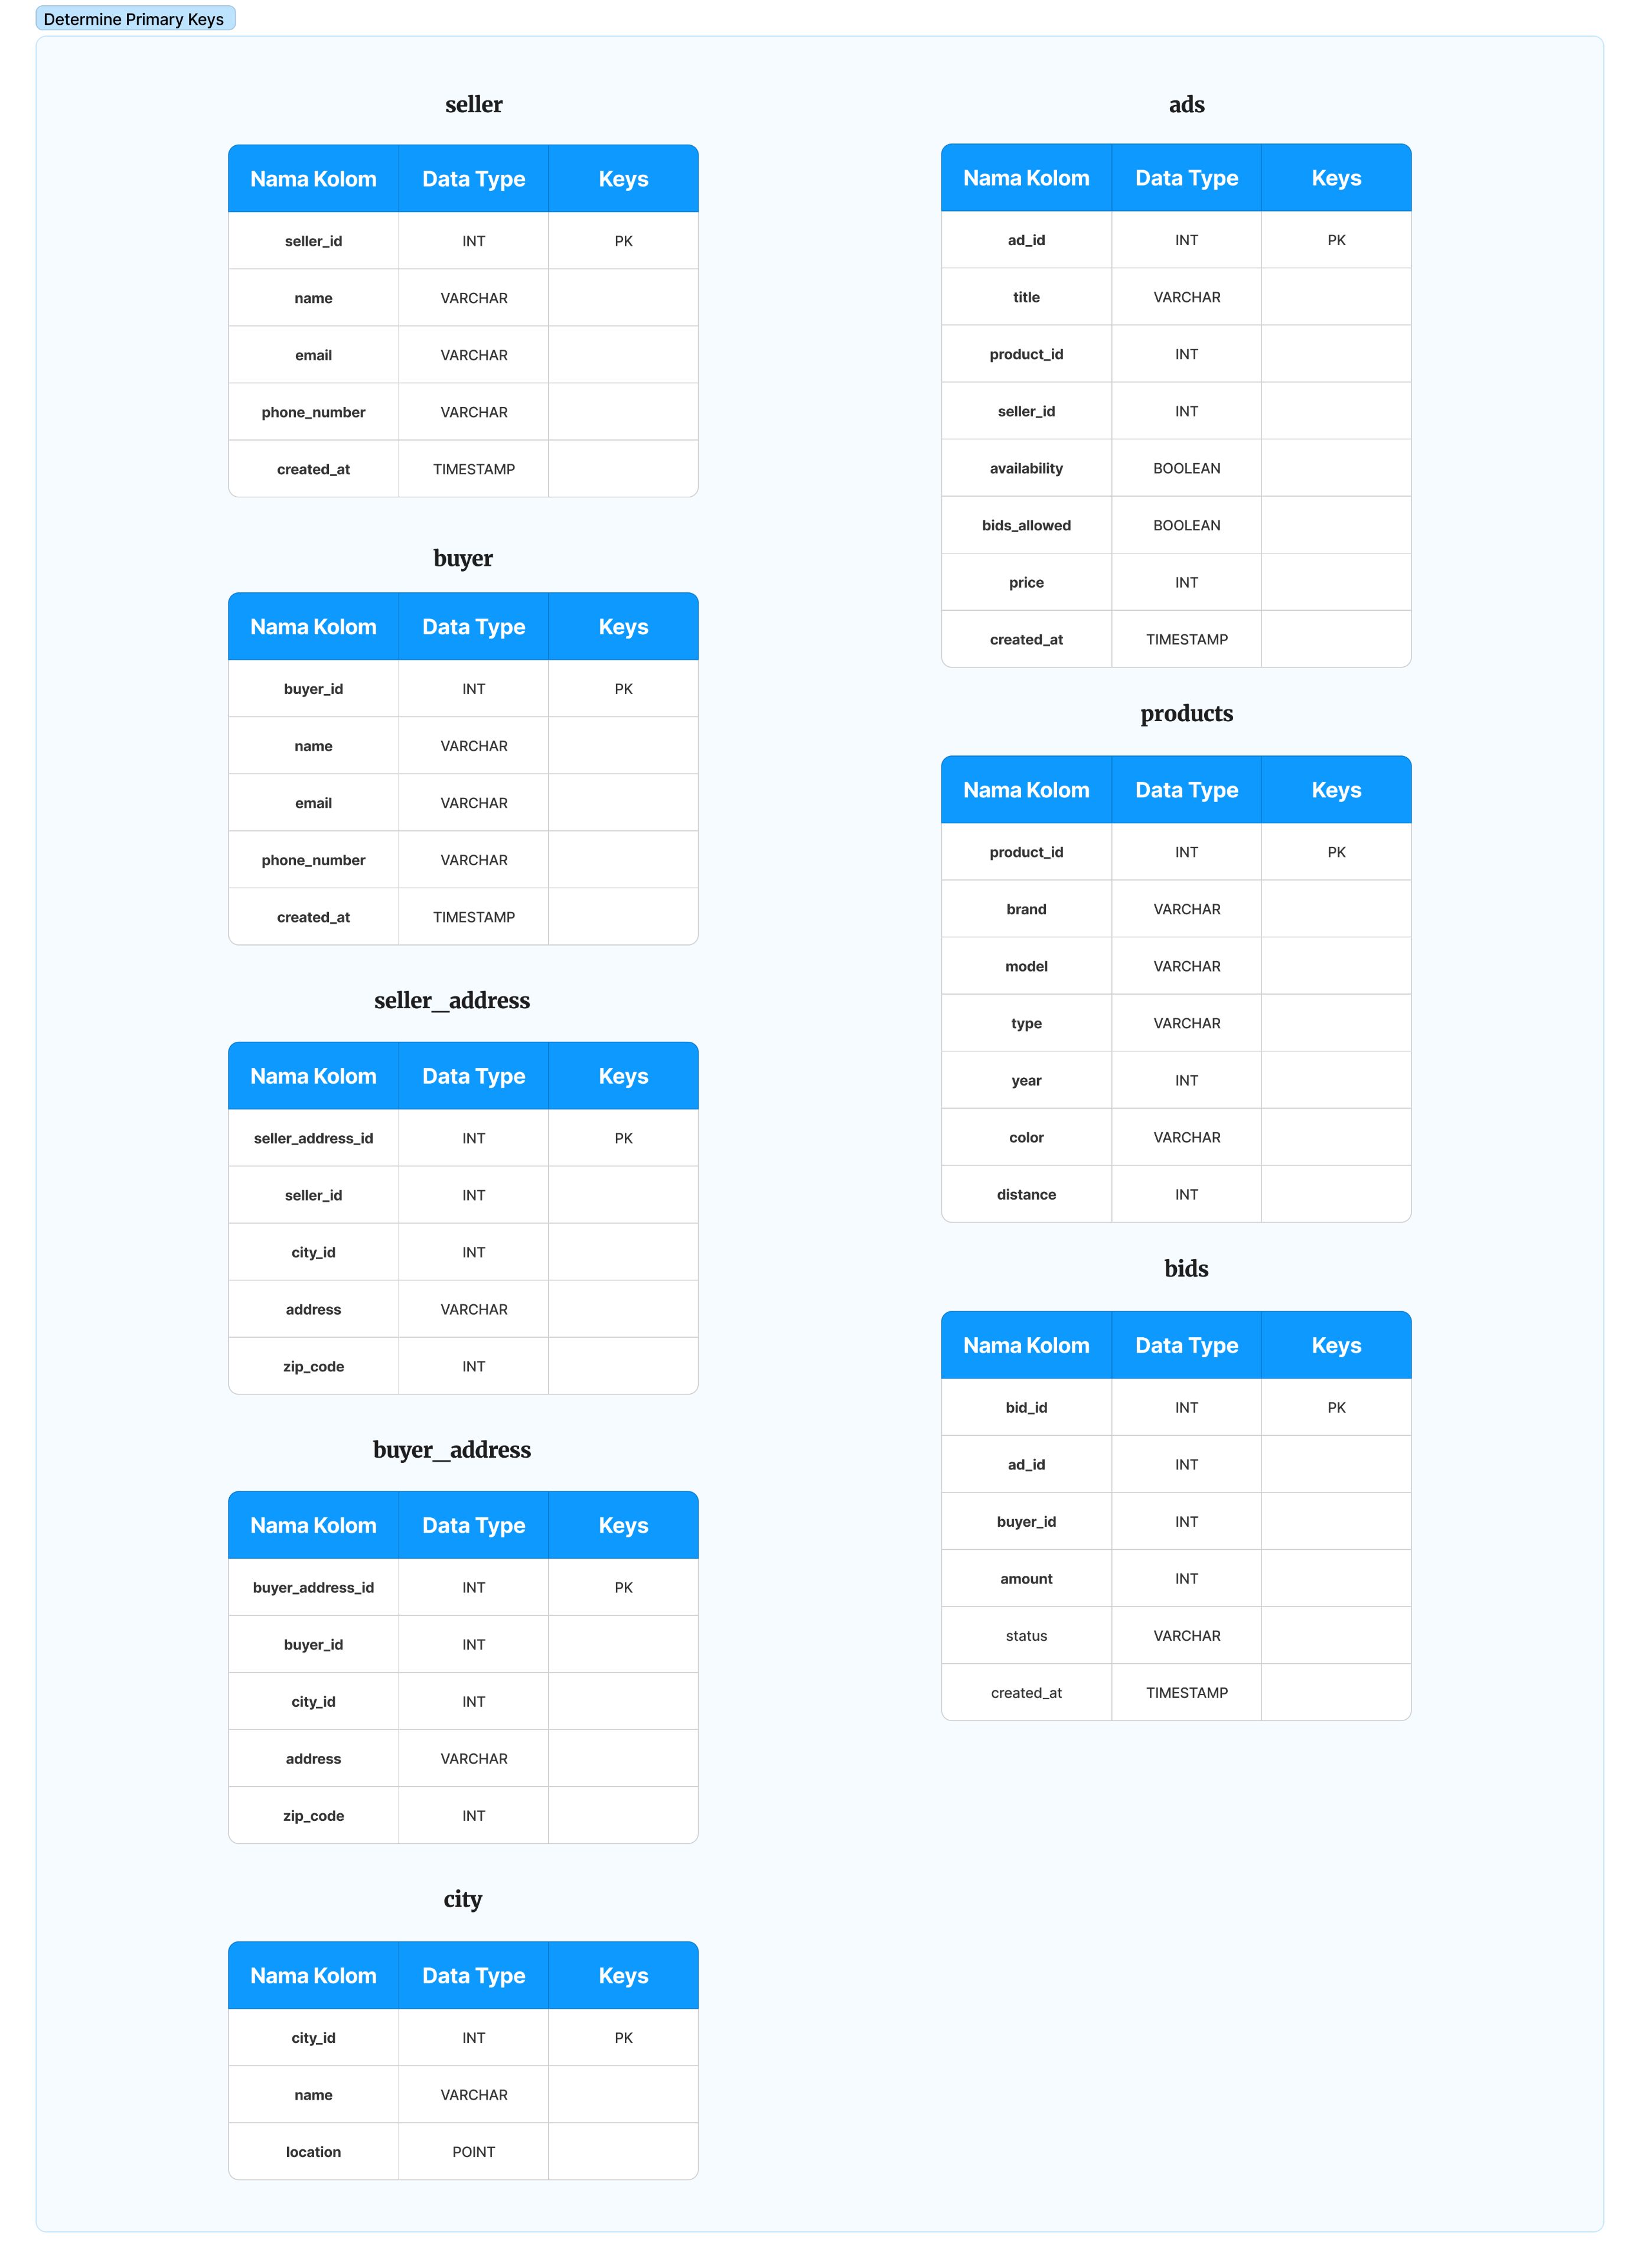 Determine Primary Keys
seller
Nama Kolom Data Type Keys
seller_id INT PK
name VARCHAR
email VARCHAR
phone_number VARCHAR
created_at TIMESTAMP
buyer
Nama Kolom Data Type Keys
buyer_id INT PK
name VARCHAR
email VARCHAR
phone_number VARCHAR
created_at TIMESTAMP
seller_address
Nama Kolom Data Type Keys
seller_address_id INT PK
seller_id INT
city_id INT
address VARCHAR
zip_code INT
buyer_address
Nama Kolom Data Type Keys
buyer_address_id INT PK
buyer_id INT
city_id INT
address VARCHAR
zip_code INT
city
Nama Kolom Data Type Keys
city_id INT PK
name VARCHAR
location POINT
ads
Nama Kolom Data Type Keys
ad_id INT PK
title VARCHAR
product_id INT
seller_id INT
availability BOOLEAN
bids_allowed BOOLEAN
price INT
created_at TIMESTAMP
products
Nama Kolom Data Type Keys
product_id INT PK
brand VARCHAR
model VARCHAR
type VARCHAR
year INT
color VARCHAR
distance INT
bids
Nama Kolom Data Type Keys
bid_id INT PK
ad_id INT
buyer_id INT
amount INT
status VARCHAR
created_at TIMESTAMP